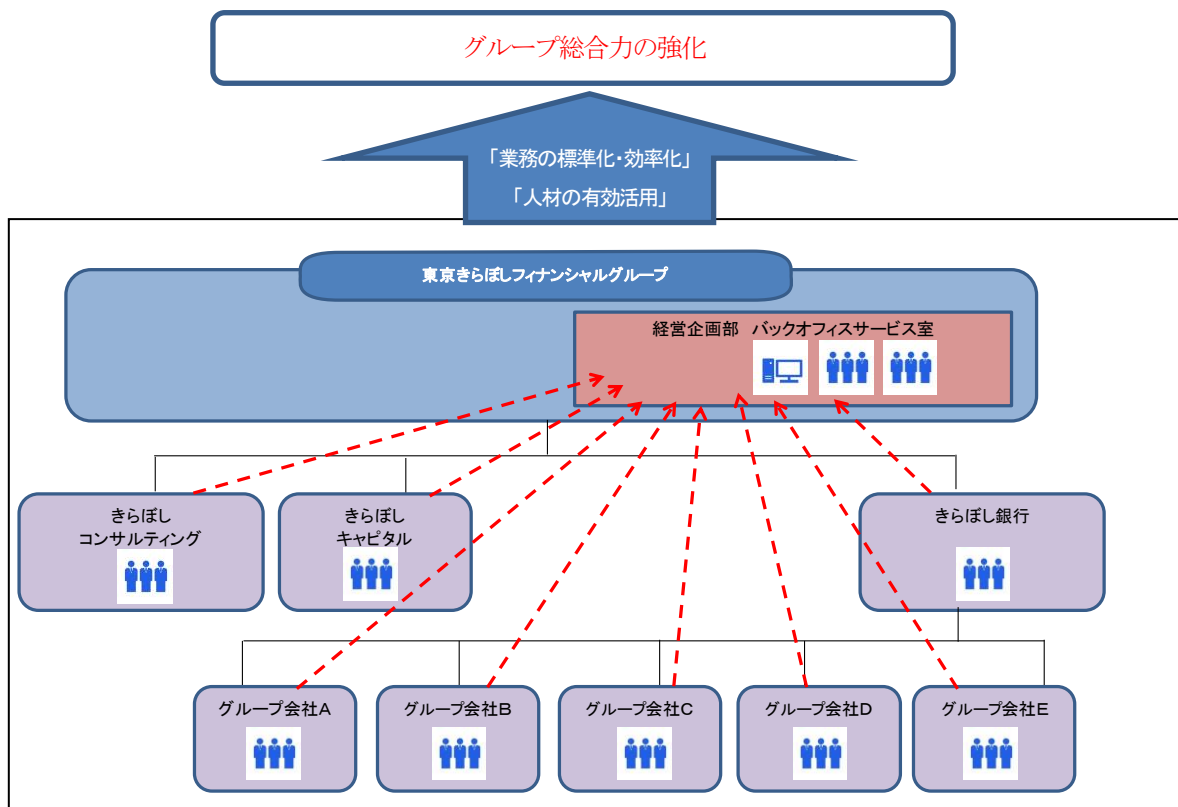 グループ総合力の強化
「業務の標準化・効率化」
「人材の有効活用」
東京きらぼしフィナンシャルグループ
経営企画部　バックオフィスサービス室
きらぼし
コンサルティング
きらぼし
キャピタル
きらぼし銀行
グループ会社A
グループ会社B
グループ会社C
グループ会社D
グループ会社E